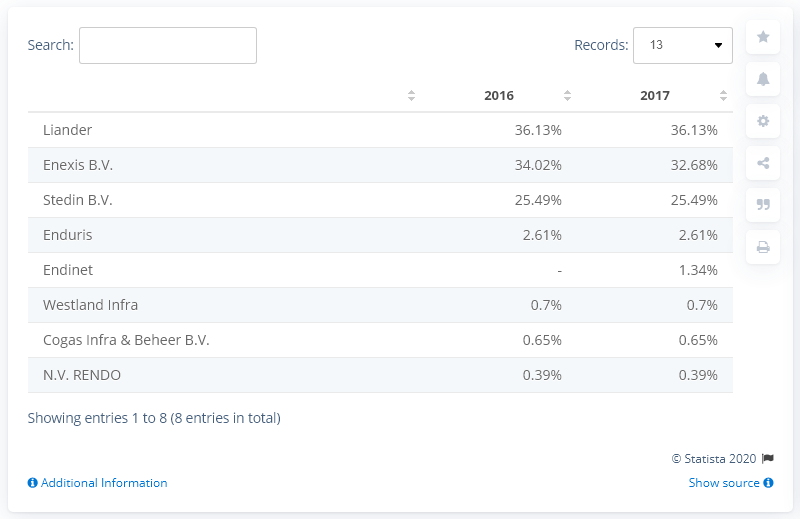 Search:
Records: 13
2016 2017
Liander 36.13% 36.13%
Enexis B.V. 34.02% 32.68%
Stedin B.V. 25.49% 25.49%
Enduris 2.61% 2.61%
Endinet - 1.34%
Westland Infra 0.7% 0.7%
Cogas Infra & Beheer B.V. 0.65% 0.65%
N.V. RENDO 0.39% 0.39%
Showing entries 1 to 8 (8 entries in total)
© Statista 2020
Additional Information Show source